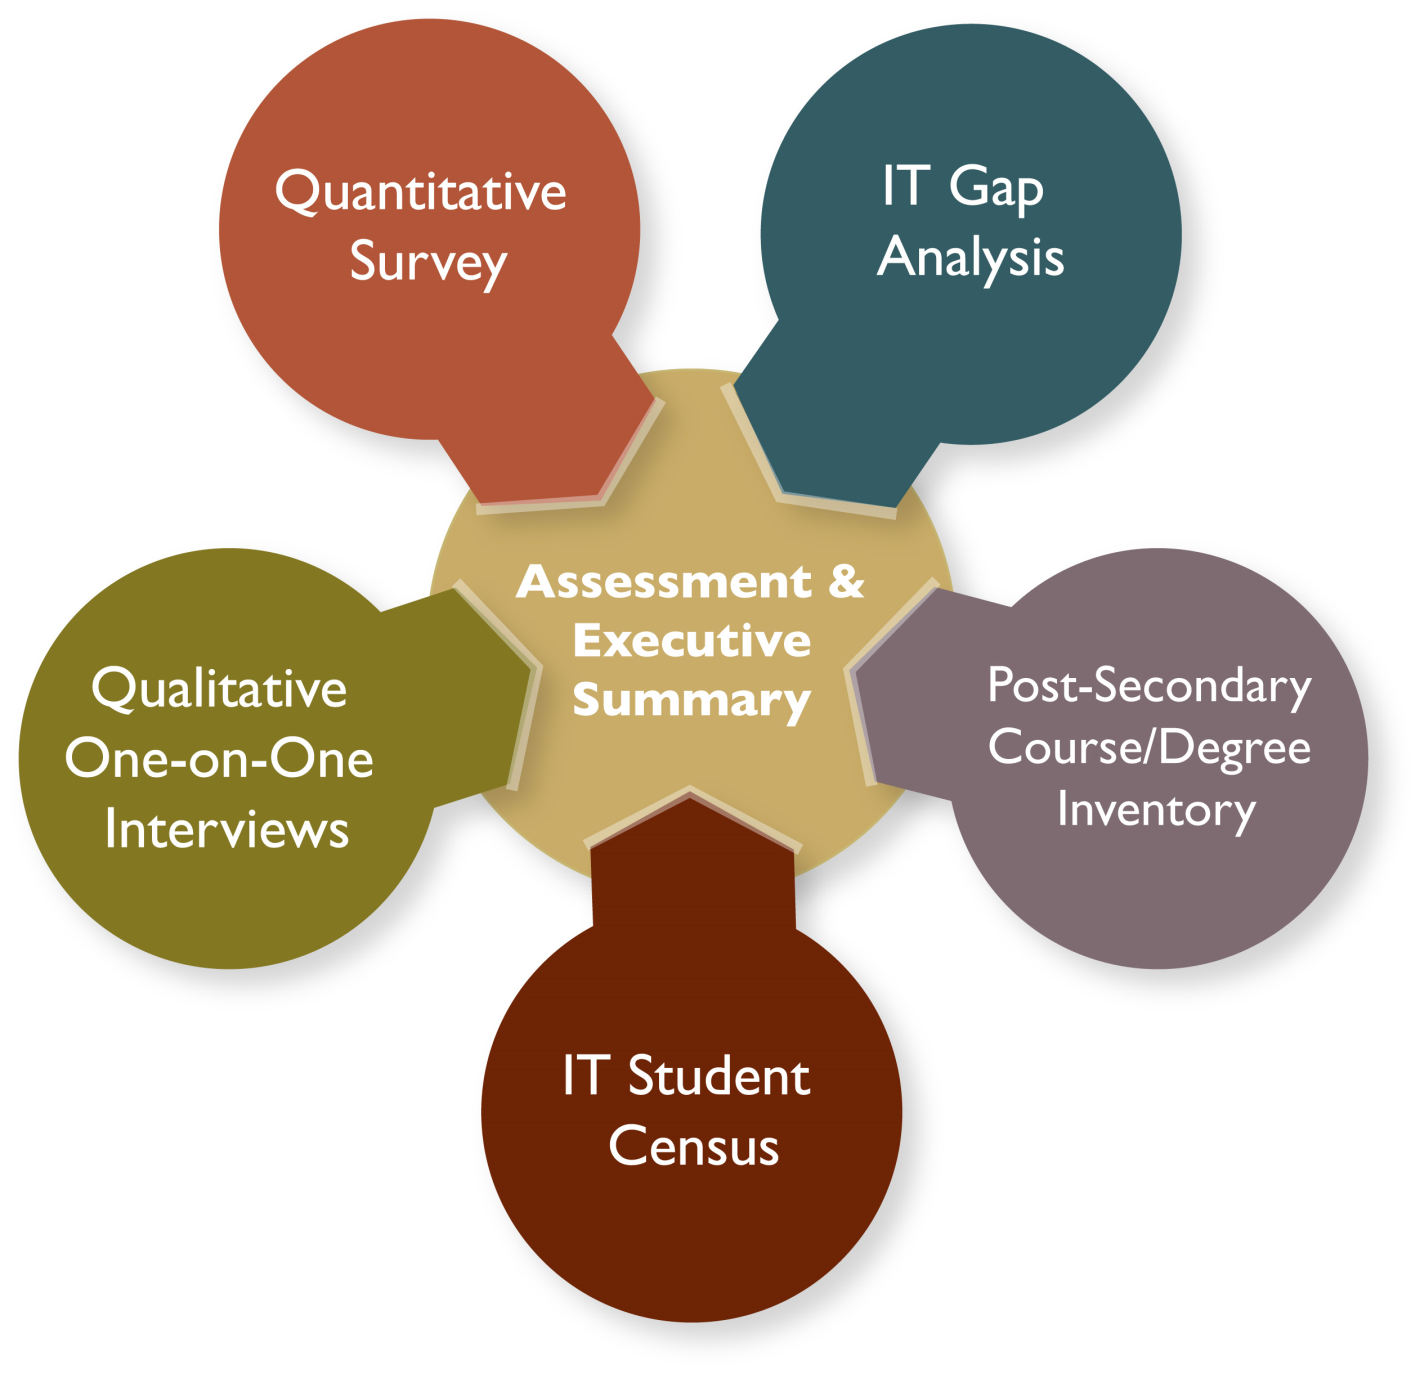 Quantitative
Survey
IT Gap
Analysis
Assessment &
Executive
Summary
Qualitative
One-on-One
Interviews
Post-Secondary
Course/Degree
Inventory
IT Student
Census